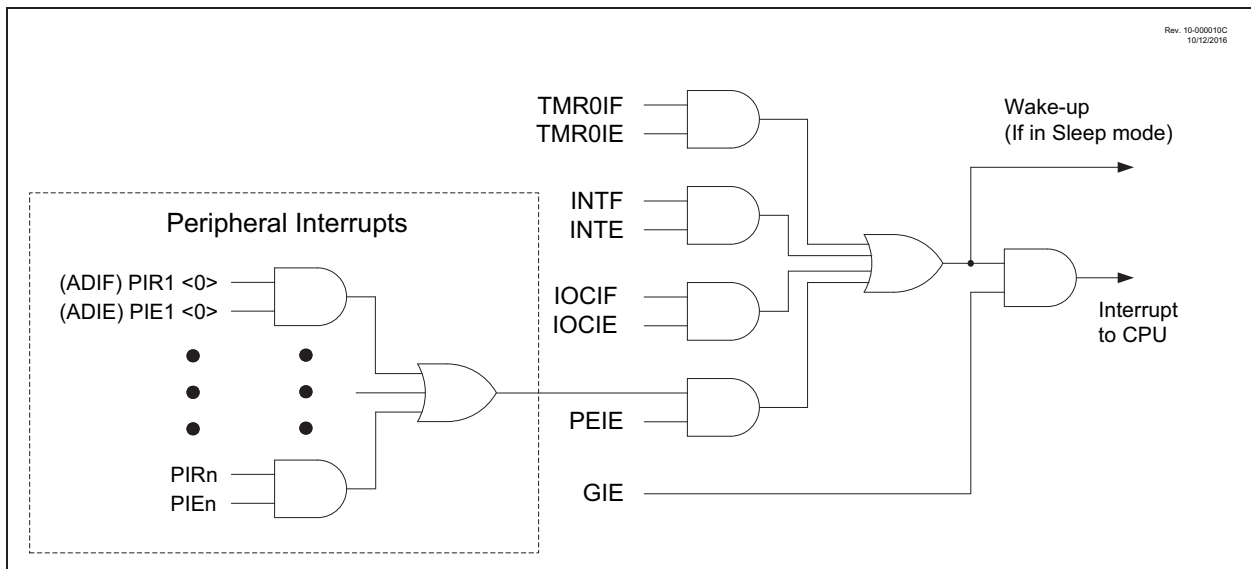 Rev. 10-000010C
10/12/2016
TMR0IF
TMR0IE
Wake-up
(If in Sleep mode)
INTF
INTE
Peripheral Interrupts
(ADIF) PIR1 <0>
(ADIE) PIE1 <0>
IOCIF
IOCIE
Interrupt
to CPU
PEIE
PIRn
PIEn
GIE